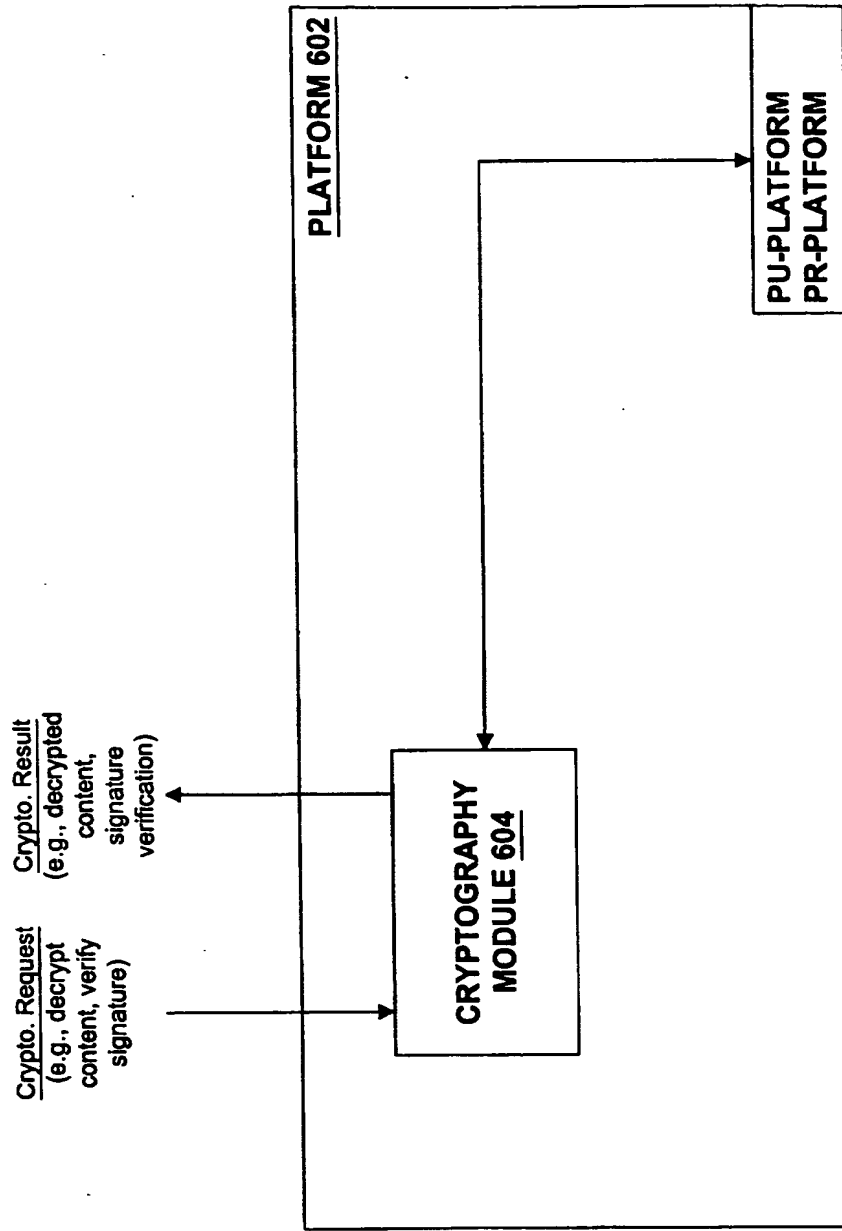 Crypto. Request
(e.g., decrypt
content, verify
signature)
Crypto. Result
(e.g., decrypted
content,
signature
verification)
PLATFORM 602
CRYPTOGRAPHY
MODULE 604
PU-PLATFORM
PR-PLATFORM